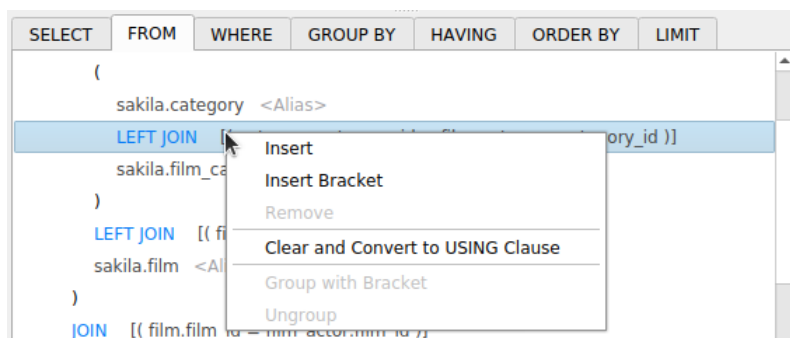 SELECT FROM WHERE GROUP BY HAVING ORDER BY LIMIT
(
sakila.category <Alias>
LEFT JOIN ory_id )]
Insert
sakila.film_ca
Insert Bracket
)
Remove
LEFT JOIN [( fi
Clear and Convert to USING Clause
sakila.film <Al
Group with Bracket
)
Ungroup
JOIN [( film.film_id = film_actor.film_id )]